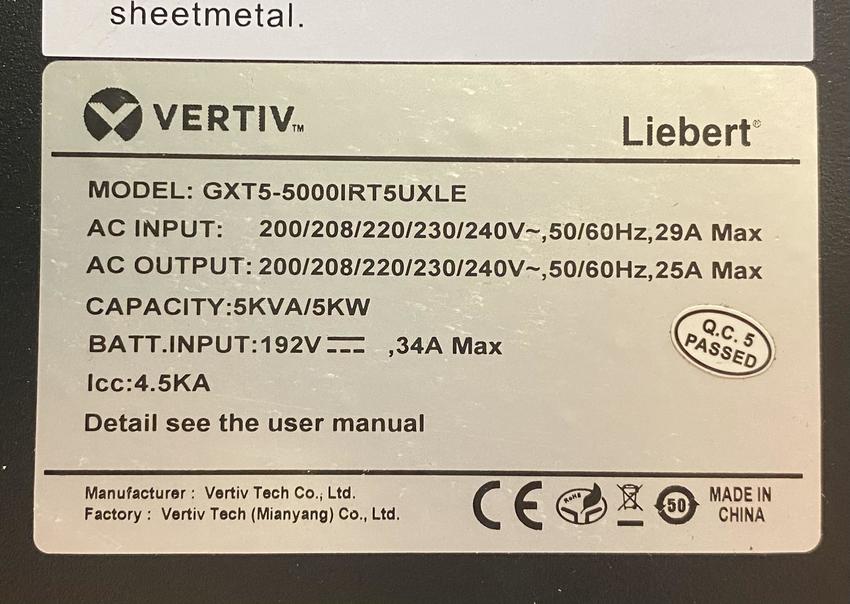 sheetmetal.
VERTIV™
Liebert®
MODEL: GXT5-5000IRT5UXLE
AC INPUT: 200/208/220/230/240V~,50/60Hz,29A Max
AC OUTPUT: 200/208/220/230/240V~,50/60Hz,25A Max
CAPACITY:5KVA/5KW
BATT.INPUT:192V⎓ ,34A Max
Icc:4.5KA
Q.C. 5
PASSED
Detail see the user manual
Manufacturer : Vertiv Tech Co., Ltd.
Factory : Vertiv Tech (Mianyang) Co., Ltd.
CE
RoHS
50
MADE IN
CHINA